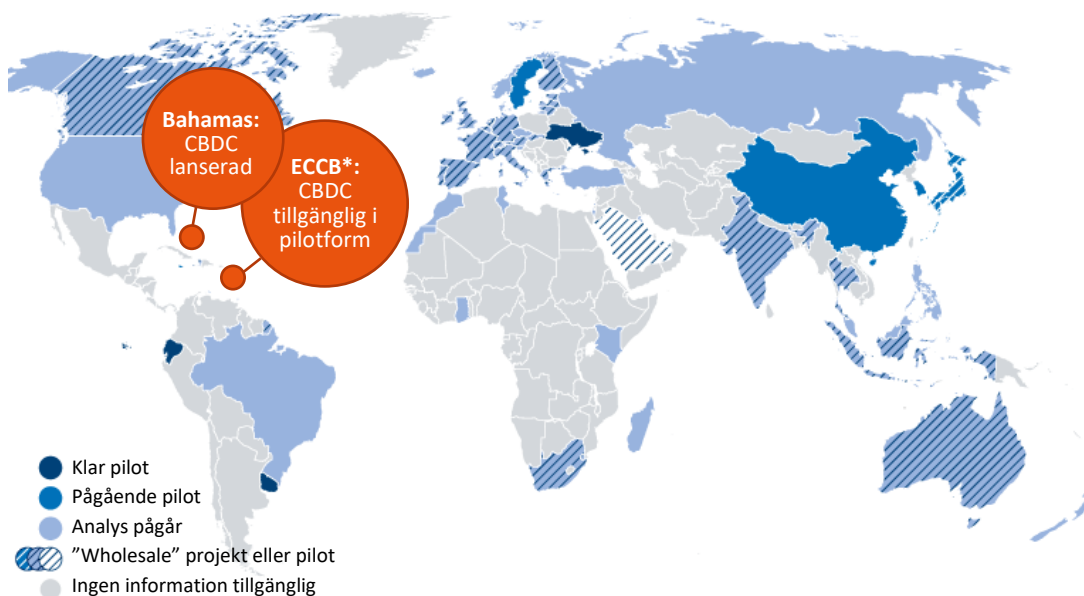 Bahamas:
CBDC
lanserad
ECCB*:
CBDC
tillgänglig i
pilotform
Klar pilot
Pågående pilot
Analys pågår
”Wholesale” projekt eller pilot
Ingen information tillgänglig